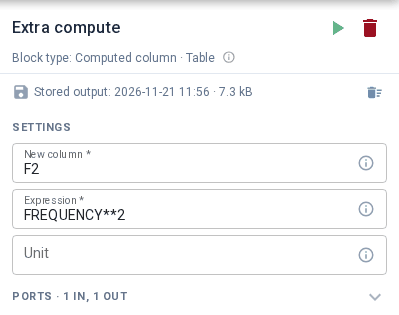 Extra compute
Block type: Computed column · Table
Stored output: 2026-11-21 11:56 · 7.3 kB
SETTINGS
New column *
F2
Expression *
FREQUENCY**2
Unit
PORTS · 1 IN, 1 OUT